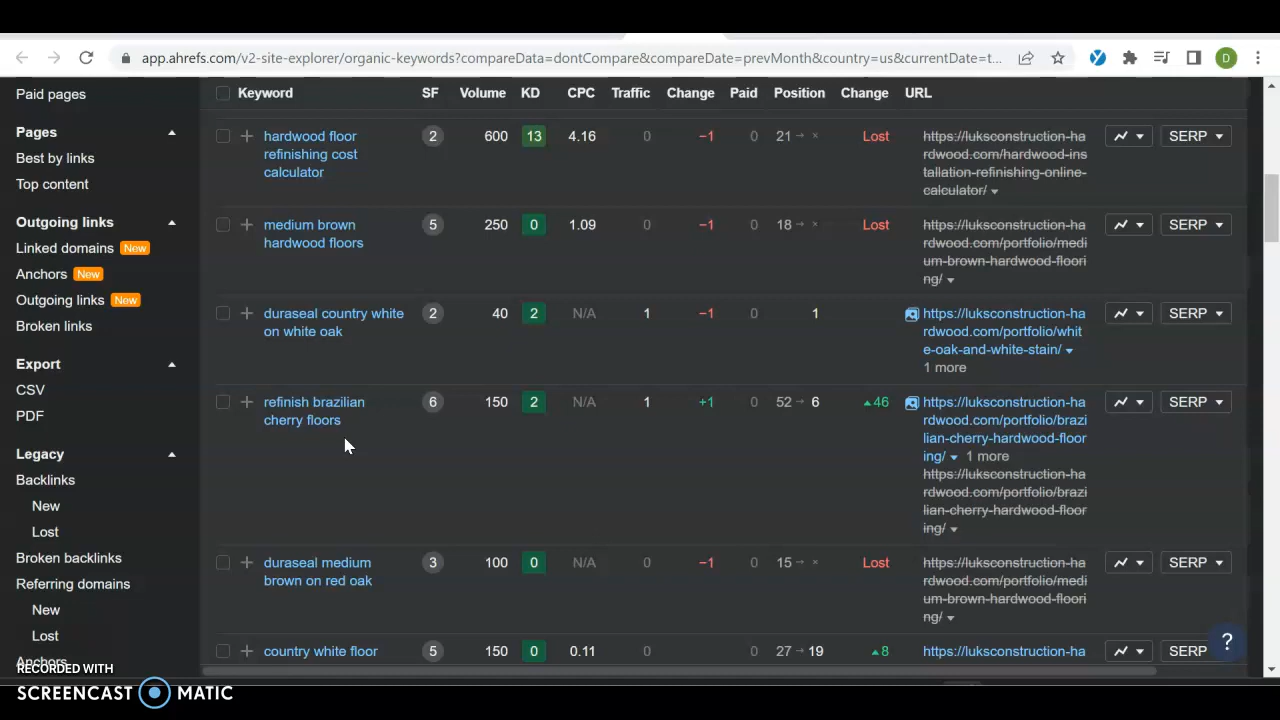 app.ahrefs.com/v2-site-explorer/organic-keywords?compareData=dontCompare&compareDate=prevMonth&country=us&currentDate=t...
D
Paid pages
Pages
Best by links
Top content
Outgoing links
Linked domains New
Anchors New
Outgoing links New
Broken links
Export
CSV
PDF
Legacy
Backlinks
New
Lost
Broken backlinks
Referring domains
New
Lost
Anchors
Keyword SF Volume KD CPC Traffic Change Paid Position Change URL
hardwood floor
refinishing cost
calculator
2 600 13 4.16 0 −1 0 21 → × Lost
https://luksconstruction-ha
rdwood.com/hardwood-ins
tallation-refinishing-online-
calculator/
SERP
medium brown
hardwood floors
5 250 0 1.09 0 −1 0 18 → × Lost
https://luksconstruction-ha
rdwood.com/portfolio/medi
um-brown-hardwood-floori
ng/
SERP
duraseal country white
on white oak
2 40 2 N/A 1 −1 0 1
https://luksconstruction-ha
rdwood.com/portfolio/whit
e-oak-and-white-stain/
1 more
SERP
refinish brazilian
cherry floors
6 150 2 N/A 1 +1 0 52 → 6 46
https://luksconstruction-ha
rdwood.com/portfolio/brazi
lian-cherry-hardwood-floor
ing/ 1 more
https://luksconstruction-ha
rdwood.com/portfolio/brazi
lian-cherry-hardwood-floor
ing/
SERP
duraseal medium
brown on red oak
3 100 0 N/A 0 −1 0 15 → × Lost
https://luksconstruction-ha
rdwood.com/portfolio/medi
um-brown-hardwood-floori
ng/
SERP
country white floor
5 150 0 0.11 0 0 27 → 19 8
https://luksconstruction-ha
SERP
?
RECORDED WITH
SCREENCAST MATIC